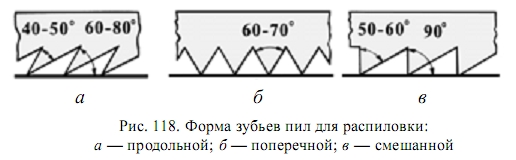 40-50° 60-80° 60-70° 50-60° 90°
а б в
Рис. 118. Форма зубьев пил для распиловки:
а — продольной; б — поперечной; в — смешанной